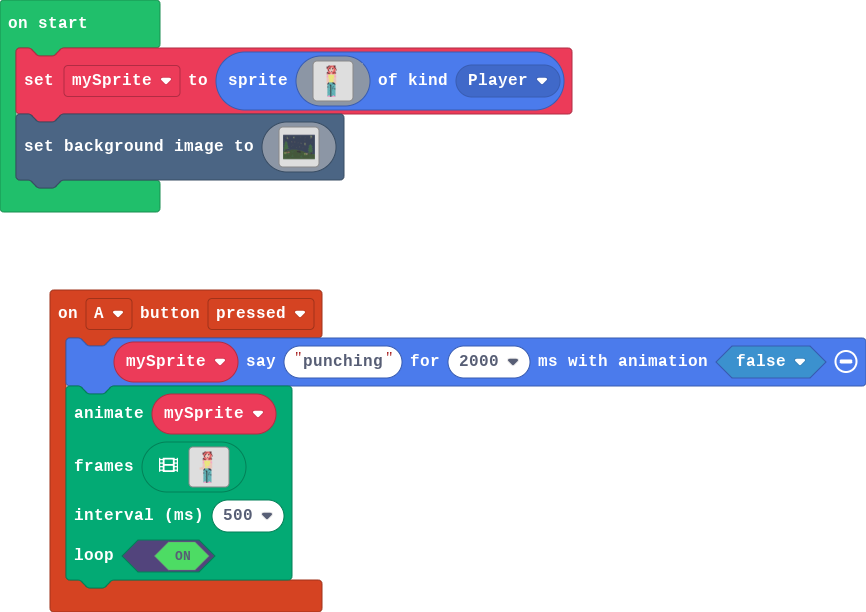 on start
set mySprite to sprite of kind Player
set background image to
on A button pressed
mySprite say "punching" for 2000 ms with animation false
animate mySprite
frames
interval (ms) 500
loop ON